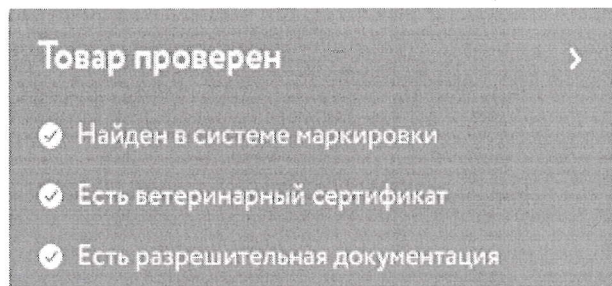 Товар проверен
Найден в системе маркировки
Есть ветеринарный сертификат
Есть разрешительная документация